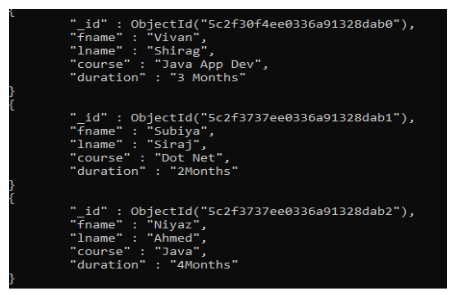 {
"_id" : ObjectId("5c2f30f4ee0336a91328dab0"),
"fname" : "Vivan",
"lname" : "Shirag",
"course" : "Java App Dev",
"duration" : "3 Months"
}
{
"_id" : ObjectId("5c2f3737ee0336a91328dab1"),
"fname" : "Subiya",
"lname" : "Siraj",
"course" : "Dot Net",
"duration" : "2Months"
}
{
"_id" : ObjectId("5c2f3737ee0336a91328dab2"),
"fname" : "Niyaz",
"lname" : "Ahmed",
"course" : "Java",
"duration" : "4Months"
}